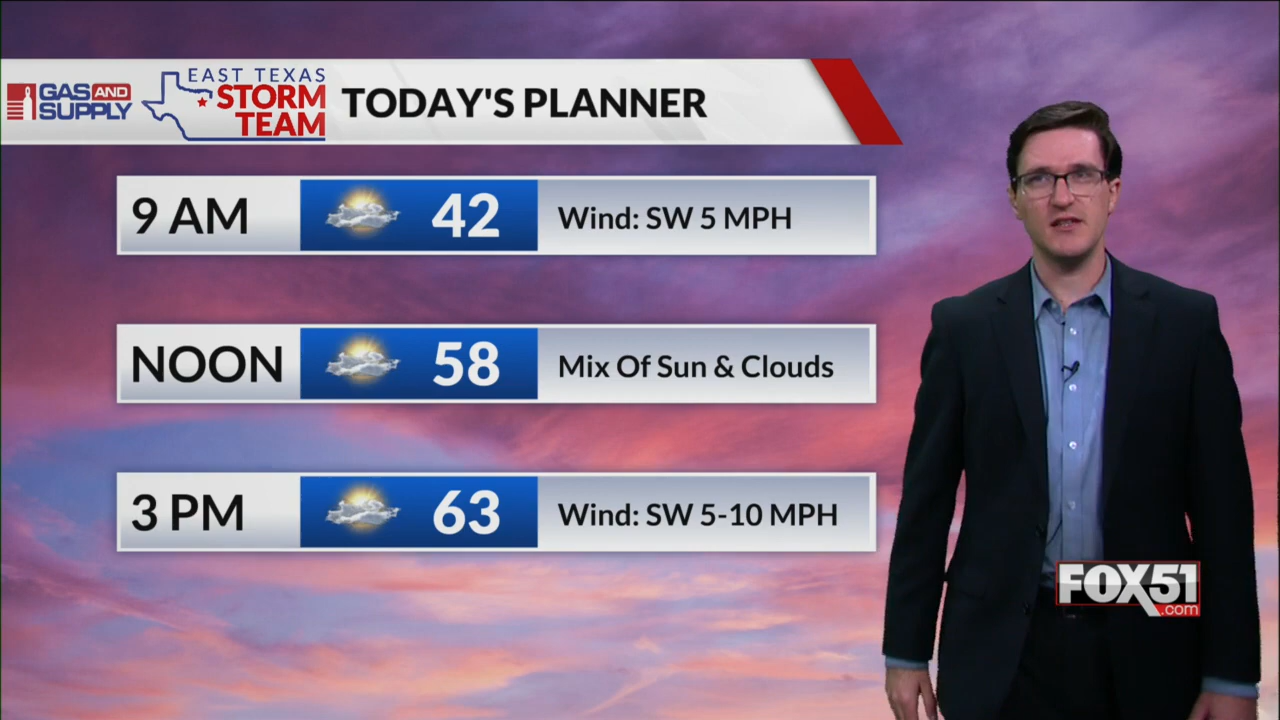 GAS AND
SUPPLY
EAST TEXAS
STORM
TEAM
TODAY'S PLANNER
9 AM
42
Wind: SW 5 MPH
NOON
58
Mix Of Sun & Clouds
3 PM
63
Wind: SW 5-10 MPH
FOX51
.com